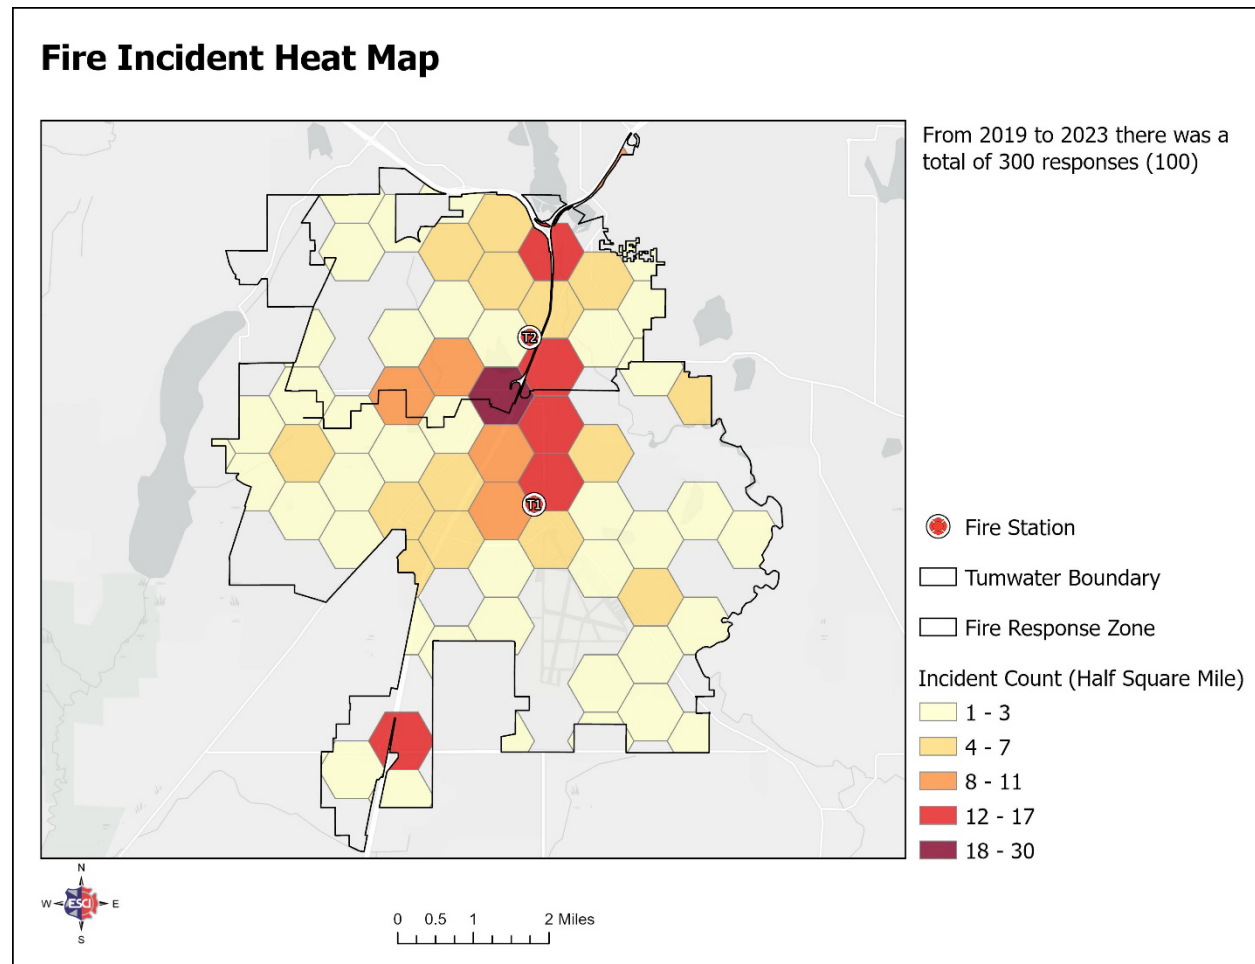 Fire Incident Heat Map
From 2019 to 2023 there was a
total of 300 responses (100)
T2
T1
Fire Station
Tumwater Boundary
Fire Response Zone
Incident Count (Half Square Mile)
1 - 3
4 - 7
8 - 11
12 - 17
18 - 30
N
W
ESCI
E
S
0 0.5 1 2 Miles